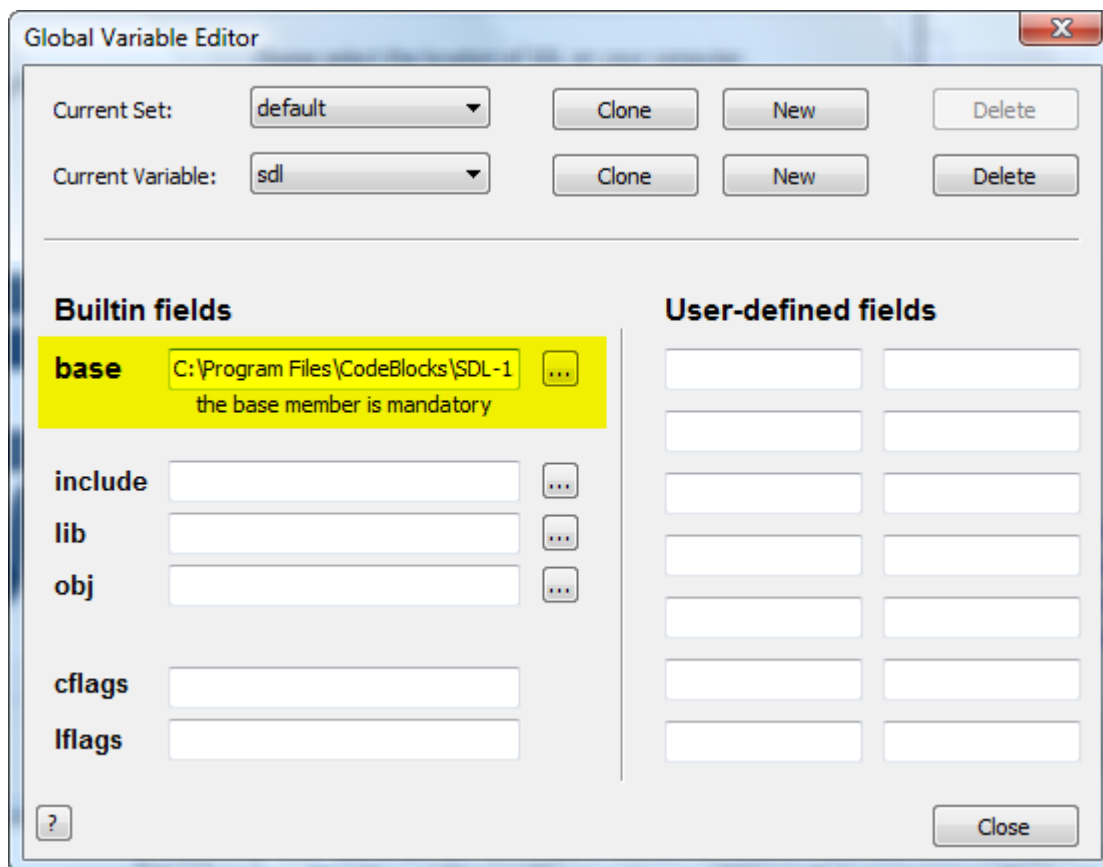 Global Variable Editor
Current Set: default Clone New Delete
Current Variable: sdl Clone New Delete
Builtin fields User-defined fields
base C:\Program Files\CodeBlocks\SDL-1 ...
the base member is mandatory
include ...
lib ...
obj ...
cflags
lflags
? Close